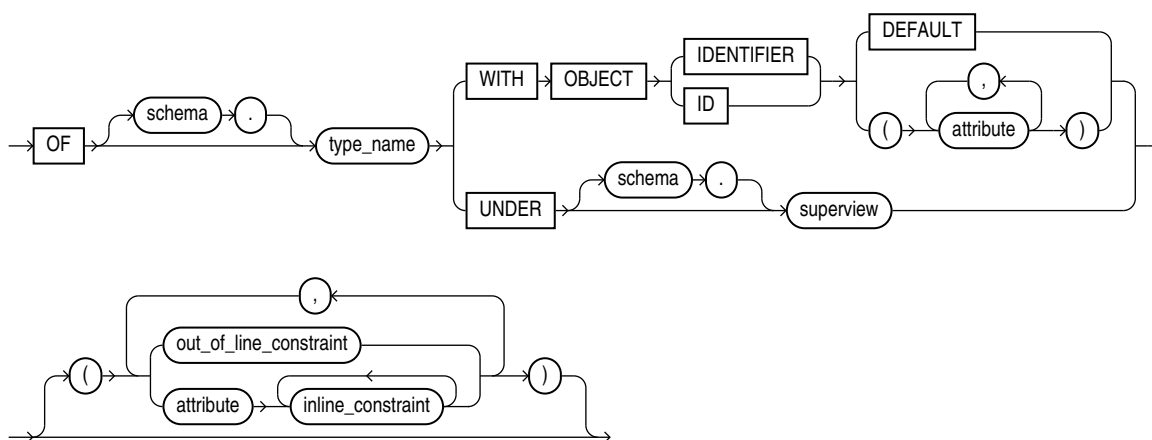 OF schema . type_name WITH OBJECT IDENTIFIER ID DEFAULT ( attribute , )
UNDER schema . superview
( out_of_line_constraint , )
attribute inline_constraint